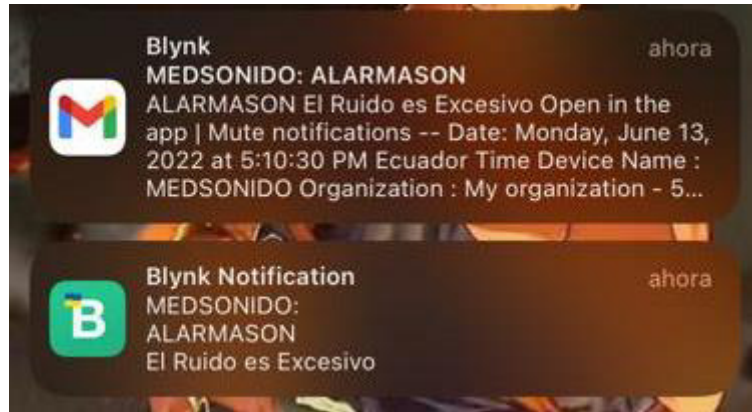 Blynk
ahora
MEDSONIDO: ALARMASON
ALARMASON El Ruido es Excesivo Open in the
app | Mute notifications -- Date: Monday, June 13,
2022 at 5:10:30 PM Ecuador Time Device Name :
MEDSONIDO Organization : My organization - 5...
Blynk Notification
ahora
B
MEDSONIDO:
ALARMASON
El Ruido es Excesivo